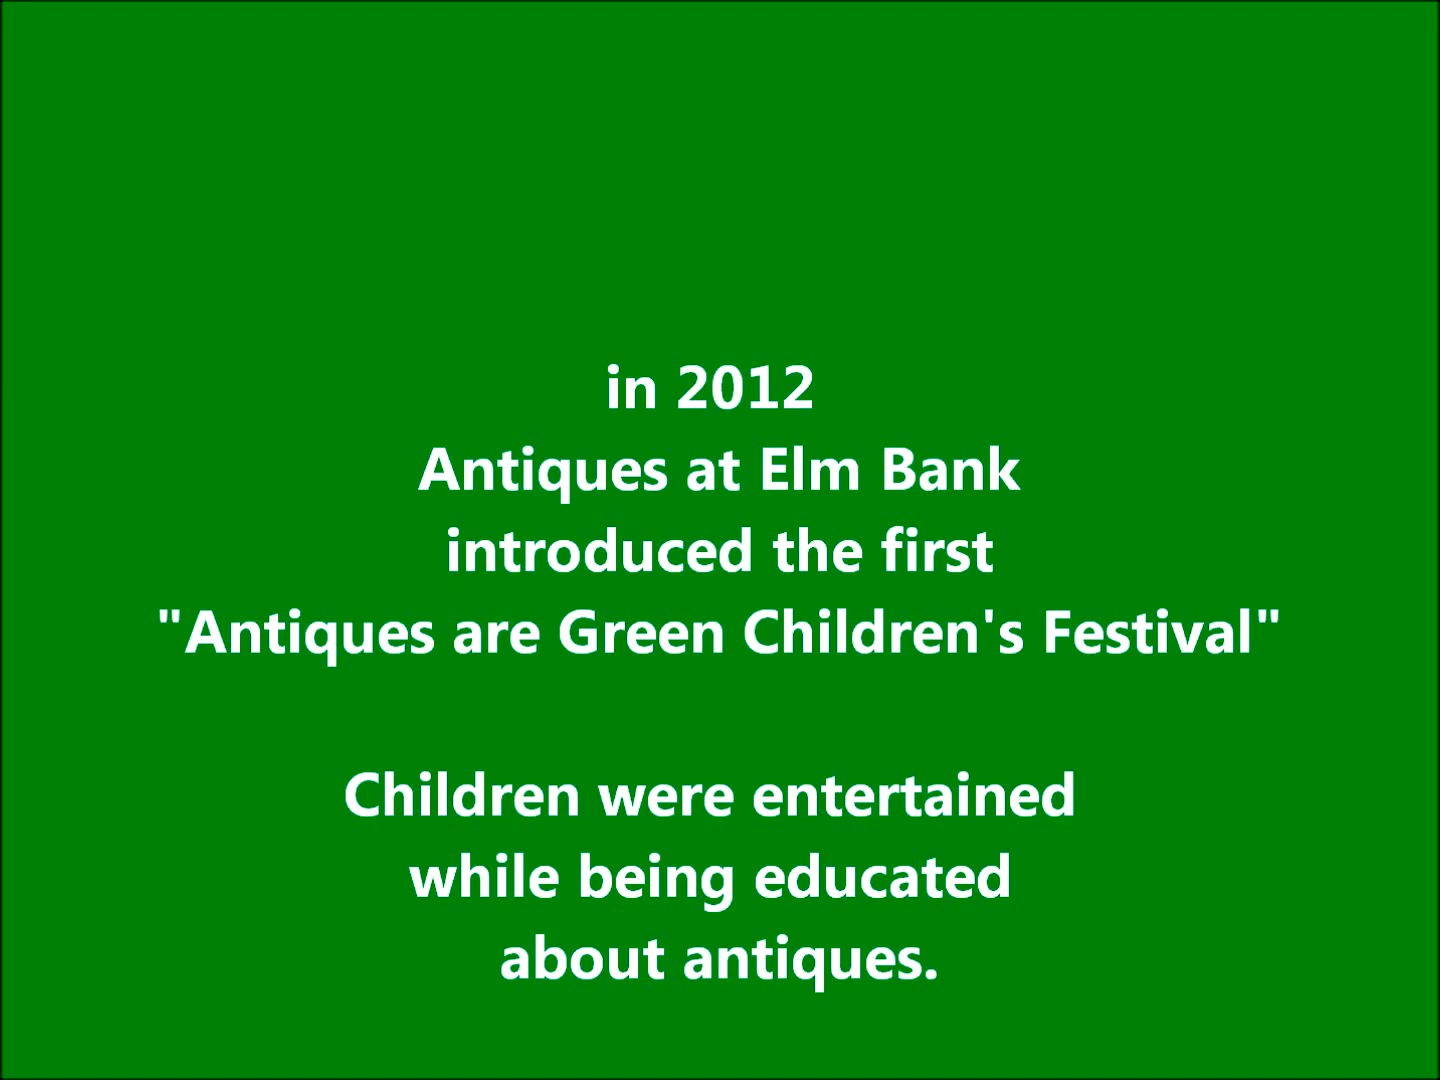 in 2012
Antiques at Elm Bank
introduced the first
"Antiques are Green Children's Festival"
Children were entertained
while being educated
about antiques.